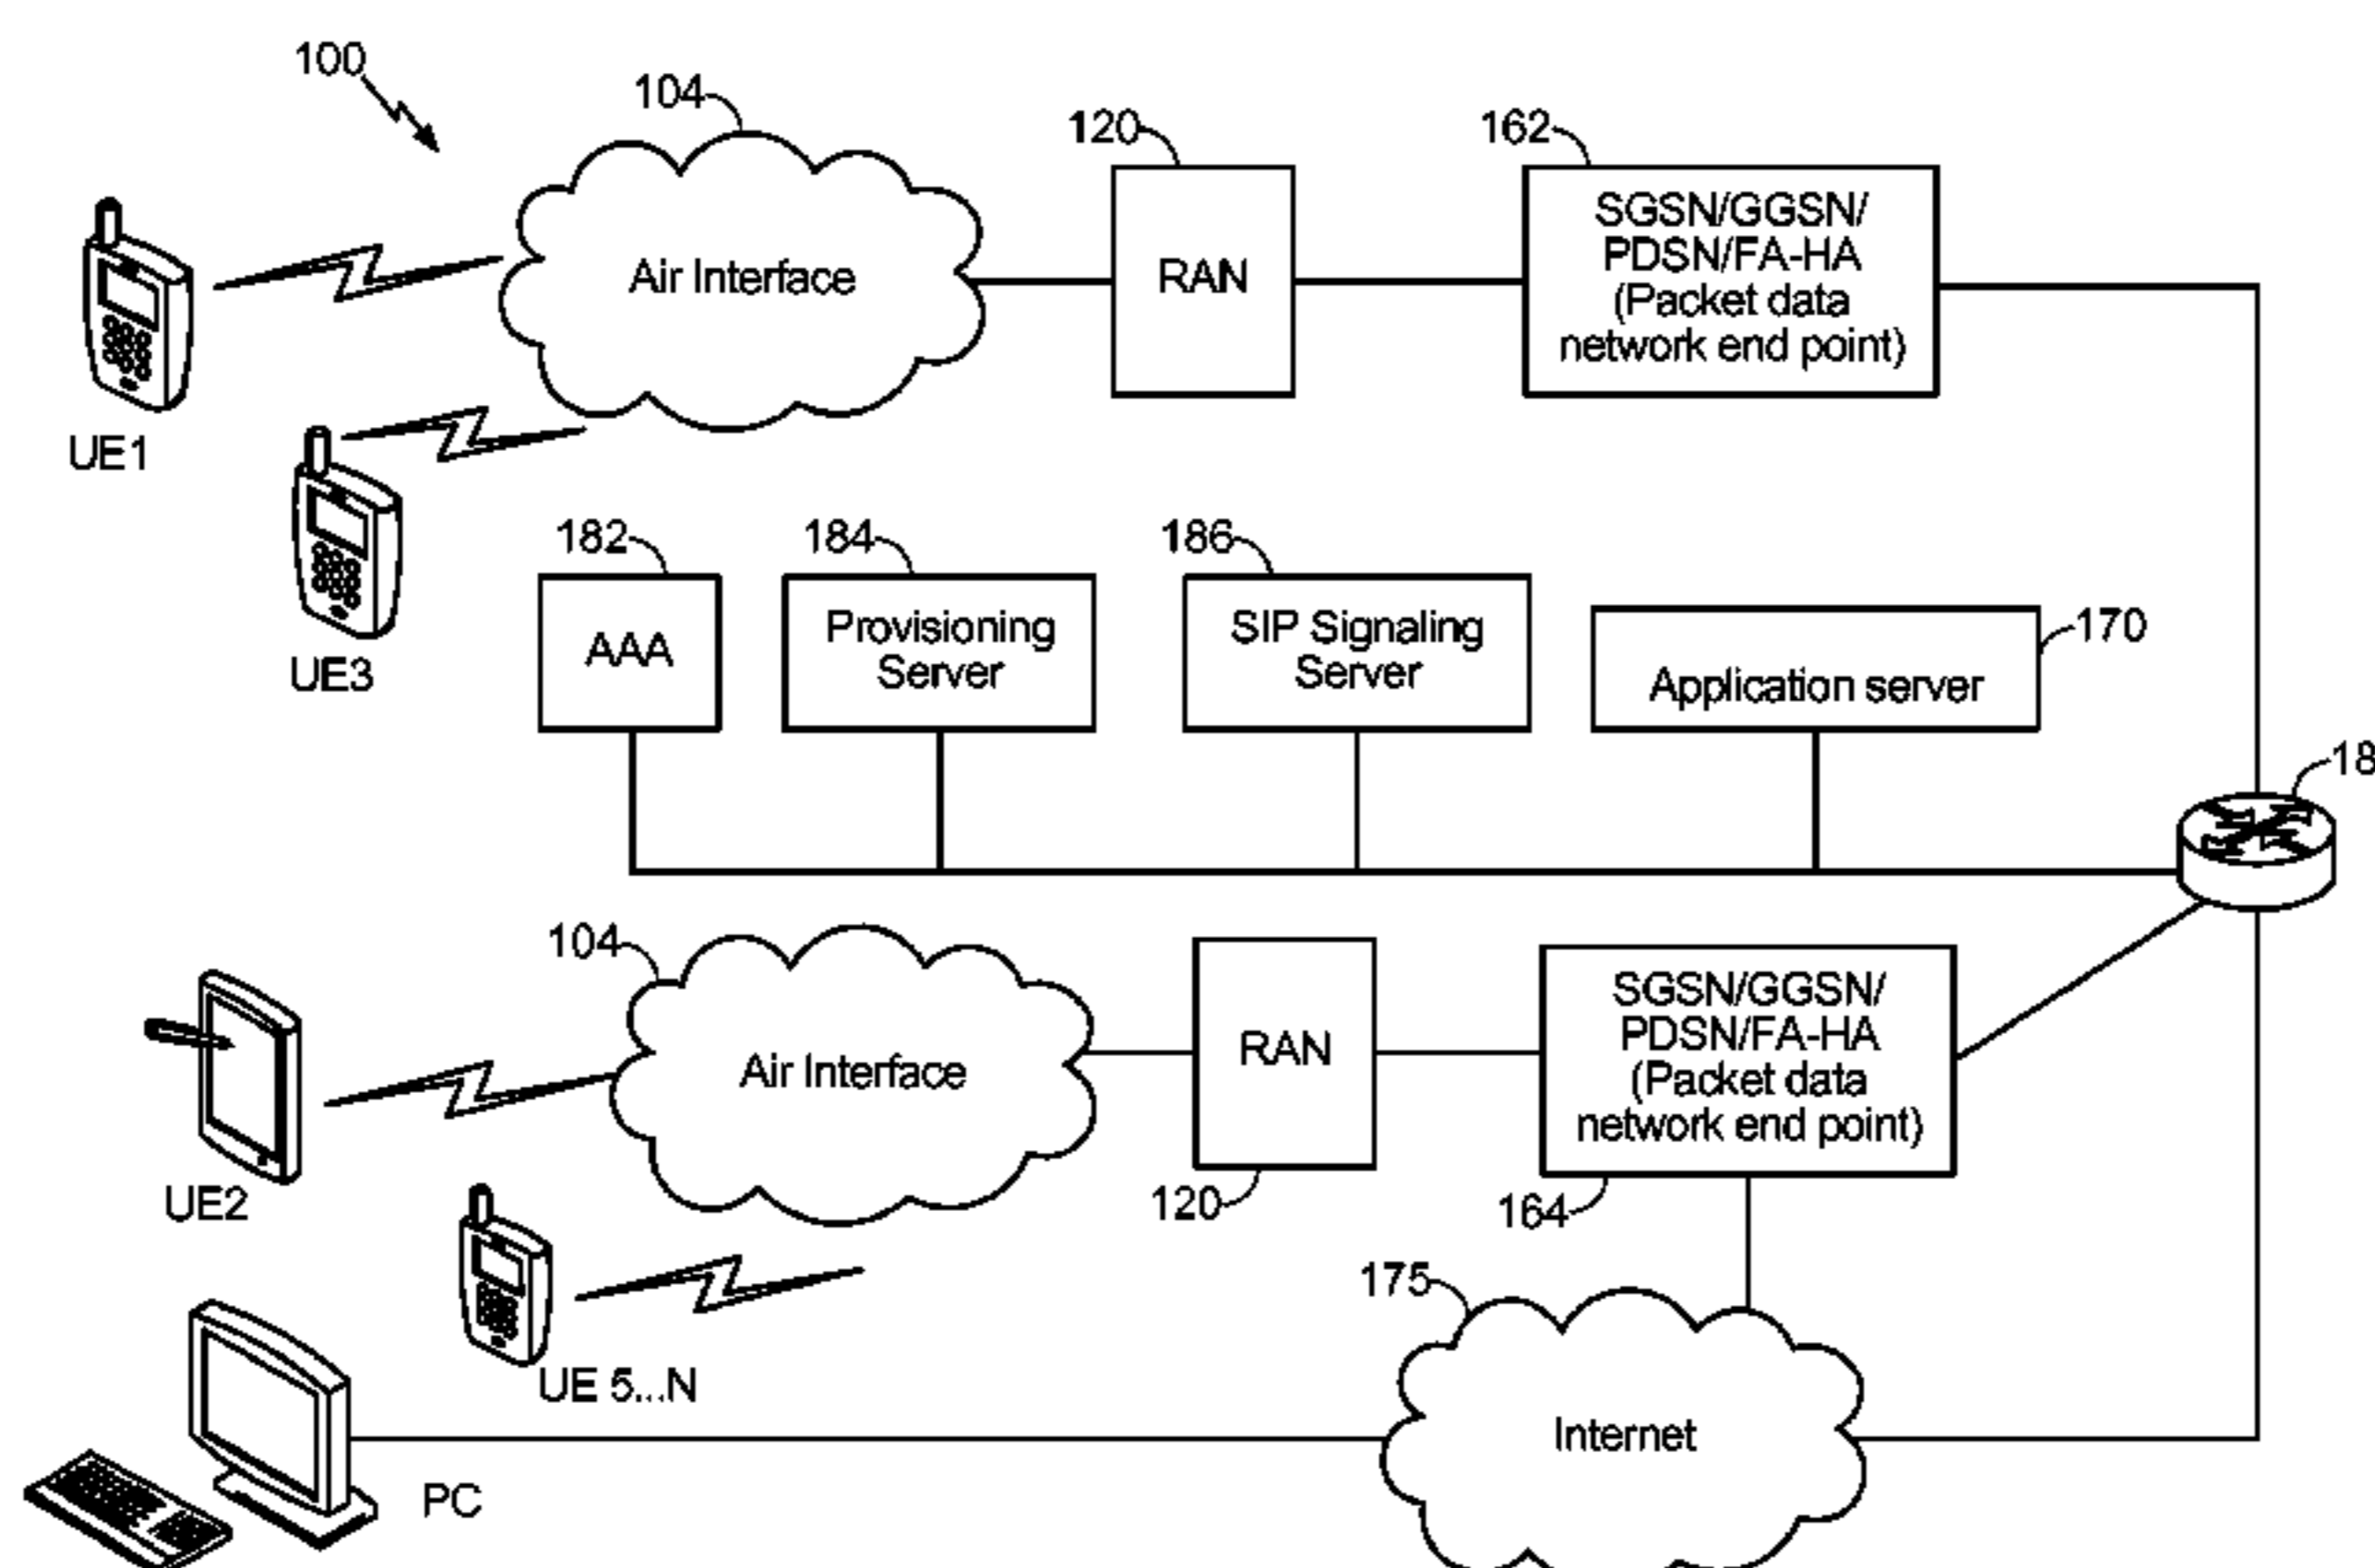 100
104
120
162
Air Interface
RAN
SGSN/GGSN/
PDSN/FA-HA
(Packet data
network end point)
UE1
UE3
182
184
186
170
AAA
Provisioning
Server
SIP Signaling
Server
Application server
18
104
Air Interface
RAN
120
SGSN/GGSN/
PDSN/FA-HA
(Packet data
network end point)
164
UE2
UE 5...N
175
Internet
PC